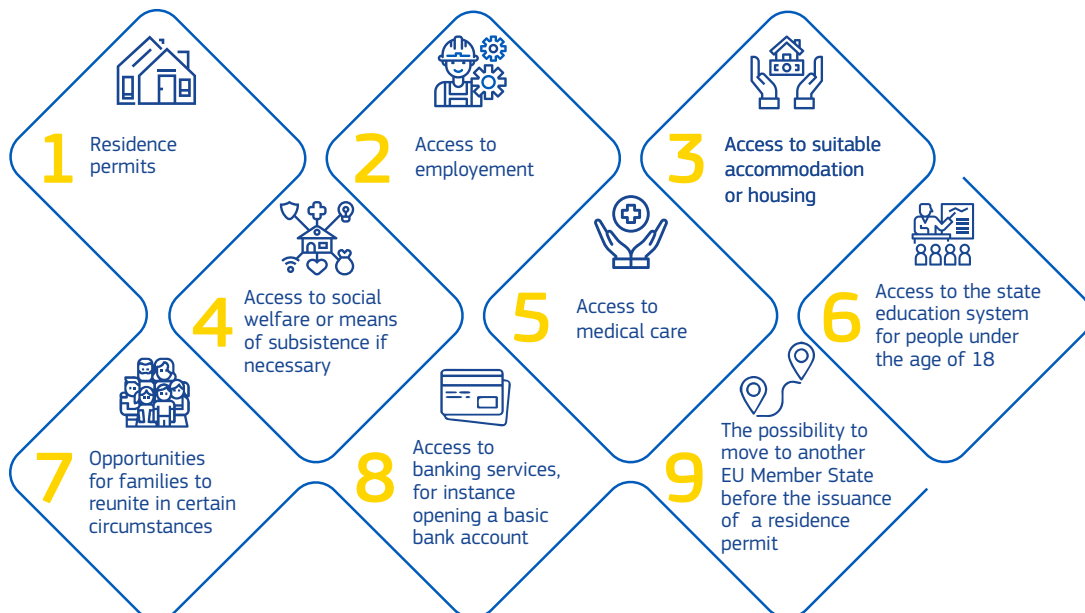 1
Residence
permits
2
Access to
employement
3
Access to suitable
accommodation
or housing
4
Access to social
welfare or means
of subsistence if
necessary
5
Access to
medical care
6
Access to the state
education system
for people under
the age of 18
7
Opportunities
for families to
reunite in certain
circumstances
8
Access to
banking services,
for instance
opening a basic
bank account
9
The possibility to
move to another
EU Member State
before the issuance
of a residence
permit